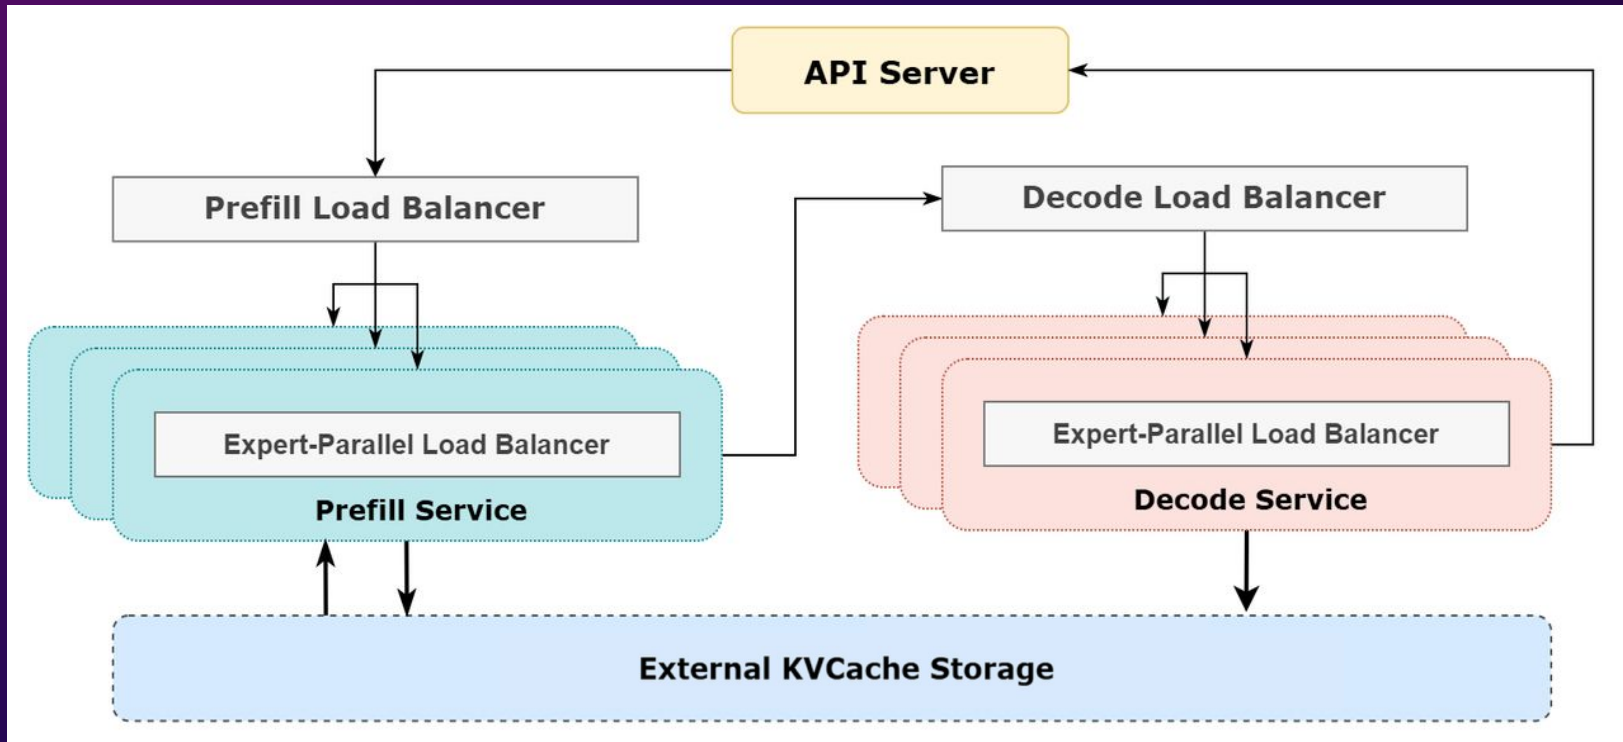 API Server
Prefill Load Balancer
Decode Load Balancer
Expert-Parallel Load Balancer
Prefill Service
Expert-Parallel Load Balancer
Decode Service
External KVCache Storage